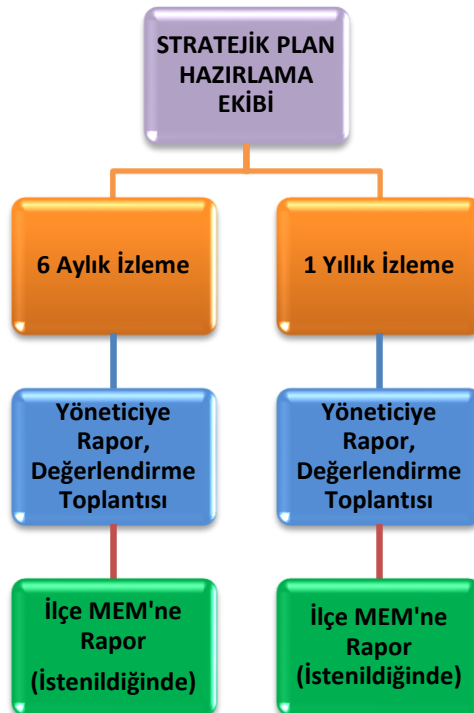 STRATEJİK PLAN
HAZIRLAMA
EKİBİ
6 Aylık İzleme
1 Yıllık İzleme
Yöneticiye
Rapor,
Değerlendirme
Toplantısı
Yöneticiye
Rapor,
Değerlendirme
Toplantısı
İlçe MEM'ne
Rapor
(İstenildiğinde)
İlçe MEM'ne
Rapor
(İstenildiğinde)